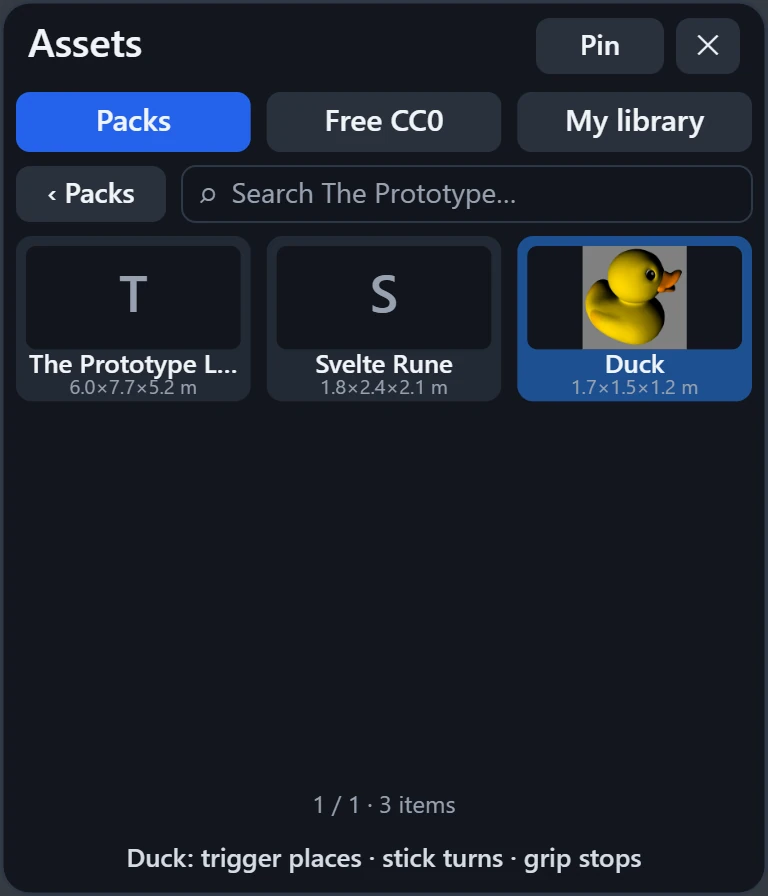 Assets
Pin
Packs
Free CC0
My library
‹ Packs
Search The Prototype...
T
S
The Prototype L...
6.0×7.7×5.2 m
Svelte Rune
1.8×2.4×2.1 m
Duck
1.7×1.5×1.2 m
1 / 1 · 3 items
Duck: trigger places · stick turns · grip stops